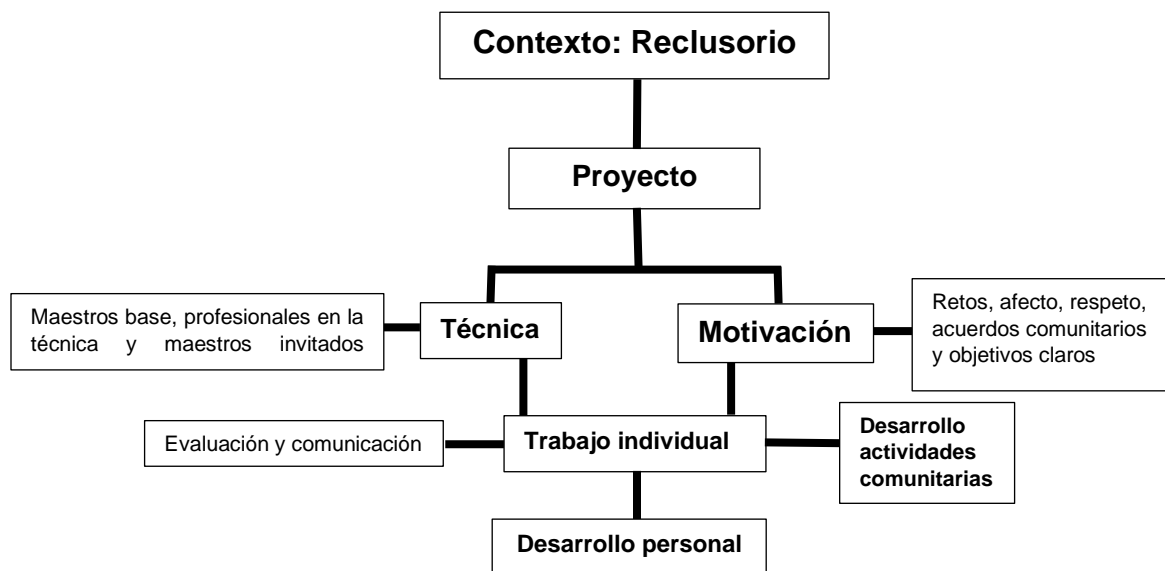 Contexto: Reclusorio
Proyecto
Maestros base, profesionales en la
técnica y maestros invitados
Técnica
Motivación
Retos, afecto, respeto,
acuerdos comunitarios
y objetivos claros
Evaluación y comunicación
Trabajo individual
Desarrollo
actividades
comunitarias
Desarrollo personal